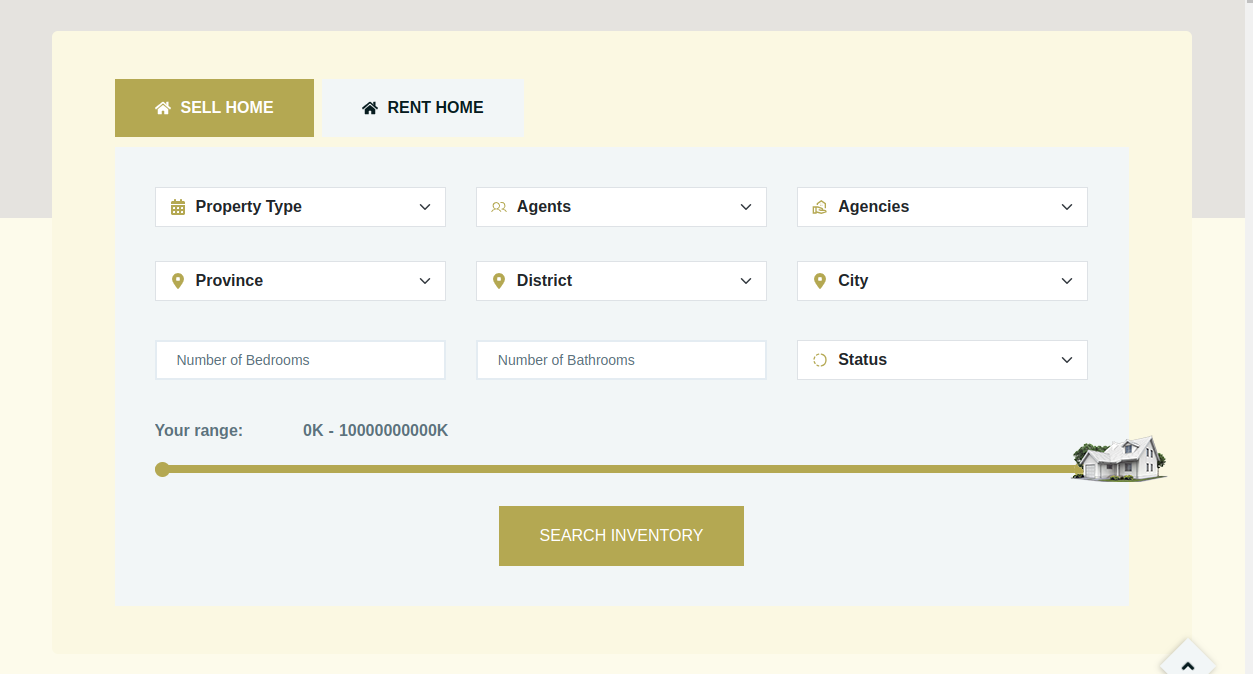 SELL HOME
RENT HOME
Property Type
Agents
Agencies
Province
District
City
Number of Bedrooms
Number of Bathrooms
Status
Your range: 0K - 10000000000K
SEARCH INVENTORY